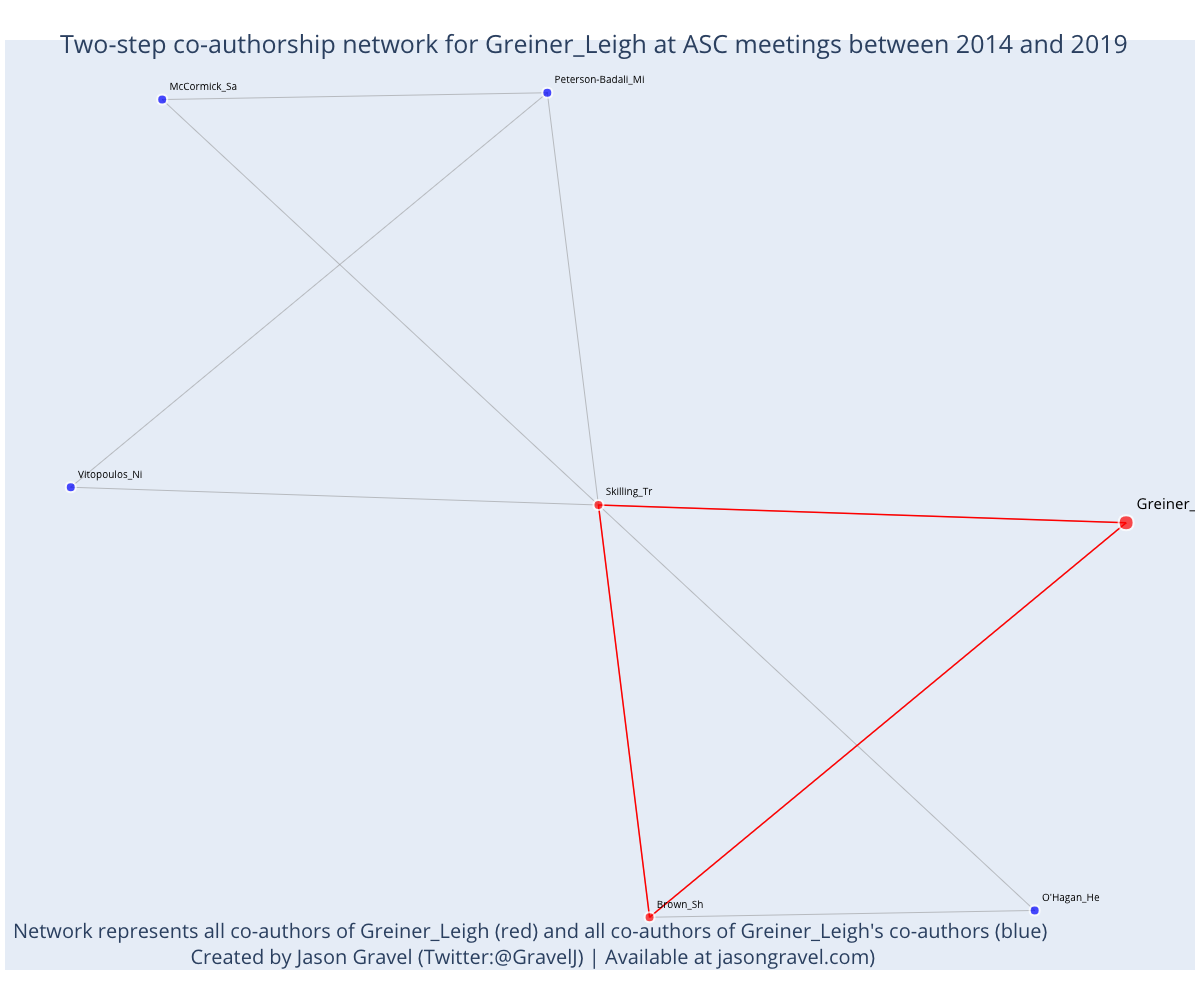 Two-step co-authorship network for Greiner_Leigh at ASC meetings between 2014 and 2019
Peterson-Badali_Mi
McCormick_Sa
Vitopoulos_Ni
Skilling_Tr
Greiner_
O'Hagan_He
Brown_Sh
Network represents all co-authors of Greiner_Leigh (red) and all co-authors of Greiner_Leigh's co-authors (blue)
Created by Jason Gravel (Twitter:@GravelJ) | Available at jasongravel.com)